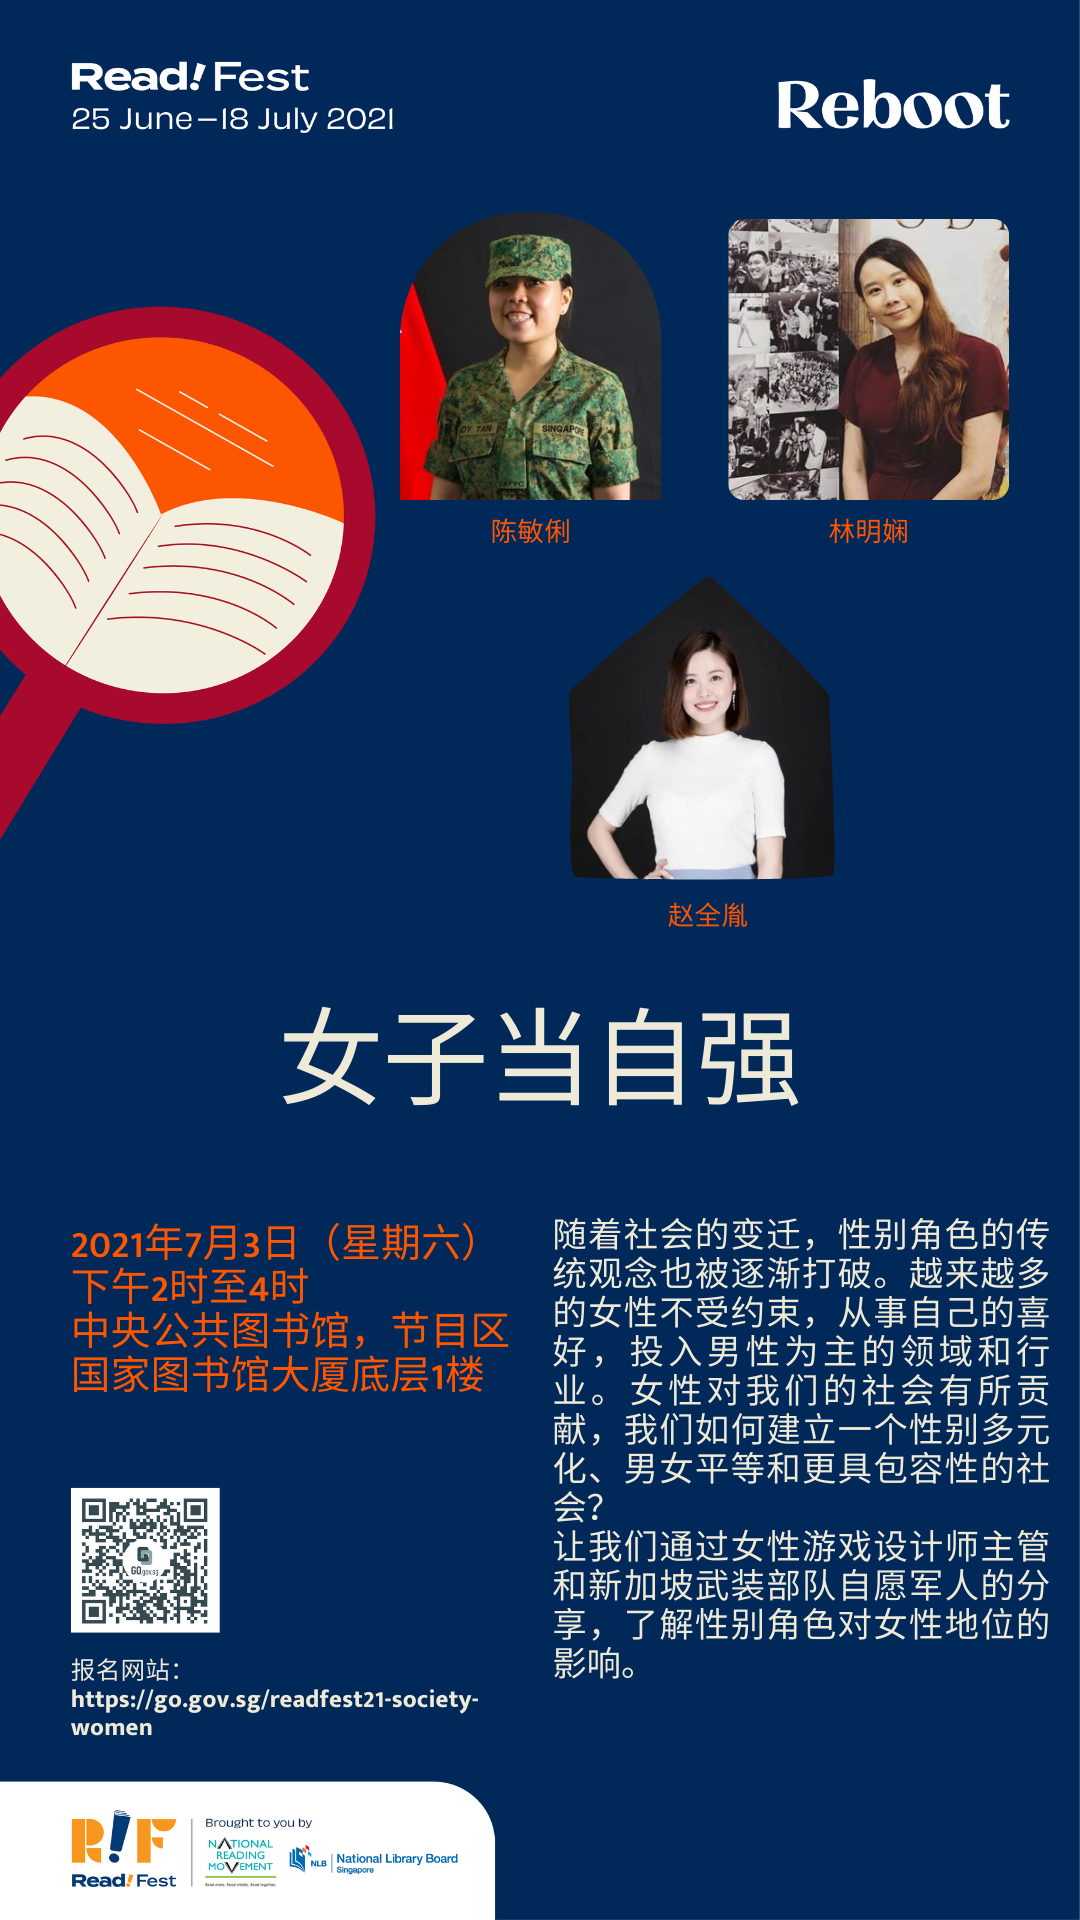 Read! Fest
25 June – 18 July 2021
Reboot
SINGAPORE
陈敏俐
林明娴
赵全胤
女子当自强
2021年7月3日（星期六）
下午2时至4时
中央公共图书馆，节目区
国家图书馆大厦底层1楼
随着社会的变迁，性别角色的传
统观念也被逐渐打破。越来越多
的女性不受约束，从事自己的喜
好，投入男性为主的领域和行
业。女性对我们的社会有所贡
献，我们如何建立一个性别多元
化、男女平等和更具包容性的社
会？
让我们通过女性游戏设计师主管
和新加坡武装部队自愿军人的分
享，了解性别角色对女性地位的
影响。
GO.gov.sg
报名网站：
https://go.gov.sg/readfest21-society-
women
R!F
Read! Fest
Brought to you by
NATIONAL
READING
MOVEMENT
Read more. Read widely. Read together.
NLB
National Library Board
Singapore